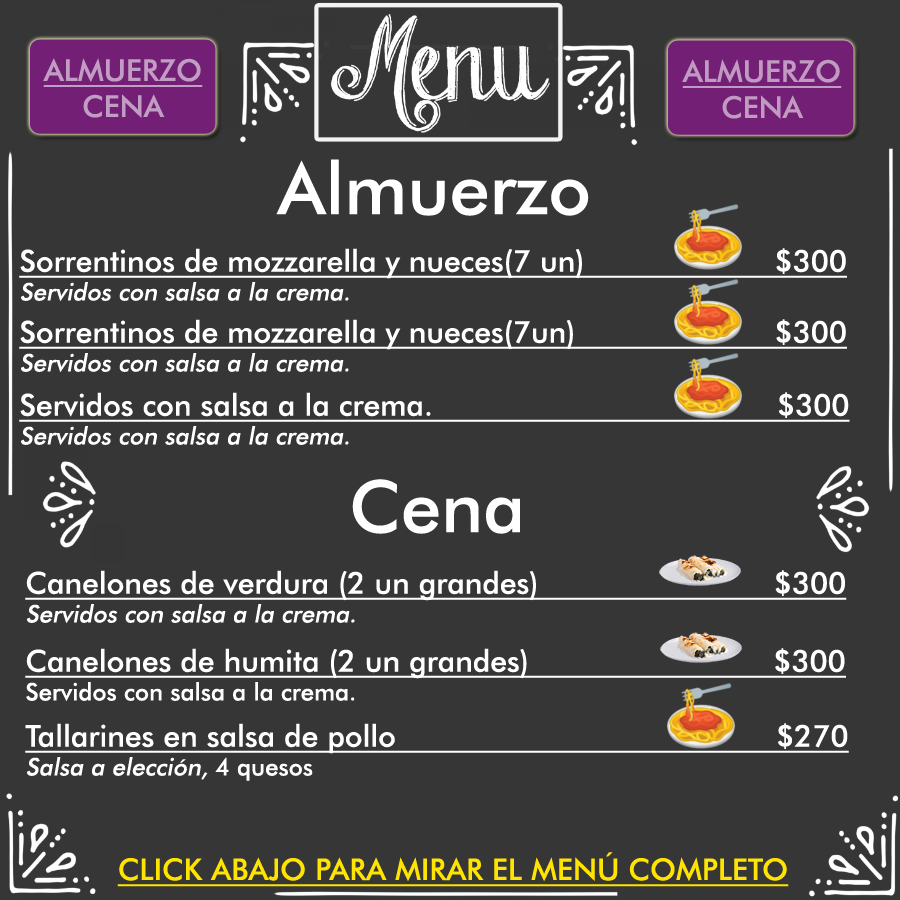 ALMUERZO
CENA
Menu
ALMUERZO
CENA
Almuerzo
Sorrentinos de mozzarella y nueces(7 un) $300
Servidos con salsa a la crema.
Sorrentinos de mozzarella y nueces(7un) $300
Servidos con salsa a la crema.
Servidos con salsa a la crema. $300
Servidos con salsa a la crema.
Cena
Canelones de verdura (2 un grandes) $300
Servidos con salsa a la crema.
Canelones de humita (2 un grandes) $300
Servidos con salsa a la crema.
Tallarines en salsa de pollo $270
Salsa a elección, 4 quesos
CLICK ABAJO PARA MIRAR EL MENÚ COMPLETO